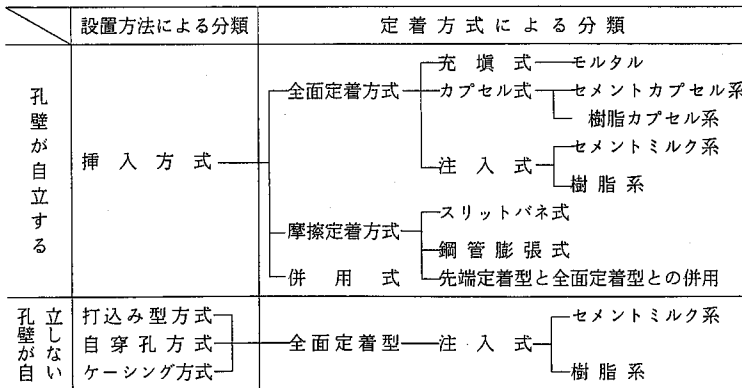 設置方法による分類 定着方式による分類
孔壁が自立する
挿入方式
全面定着方式
充塡式 モルタル
カプセル式 セメントカプセル系
樹脂カプセル系
注入式 セメントミルク系
樹脂系
摩擦定着方式 スリットバネ式
鋼管膨張式
併用式 先端定着型と全面定着型との併用
孔壁が自立しない
打込み型方式
自穿孔方式
ケーシング方式
全面定着型 注入式 セメントミルク系
樹脂系